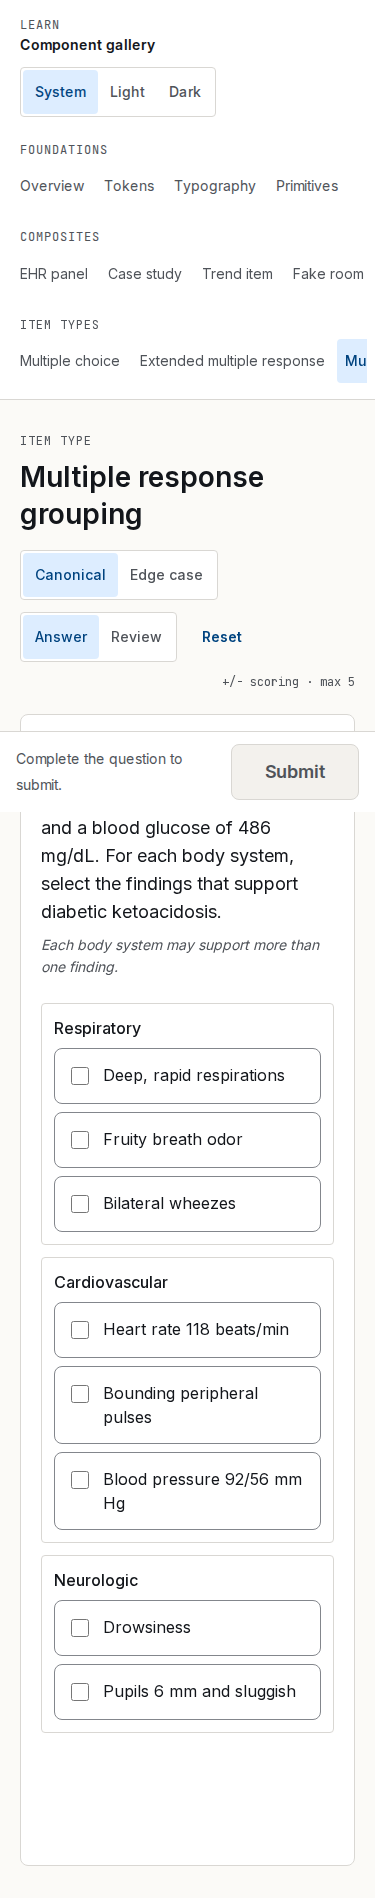 LEARN
Component gallery
System Light Dark
FOUNDATIONS
Overview Tokens Typography Primitives
COMPOSITES
EHR panel Case study Trend item Fake room
ITEM TYPES
Multiple choice Extended multiple response Mu
ITEM TYPE
Multiple response
grouping
Canonical Edge case
Answer Review Reset
+/- scoring · max 5
Complete the question to
submit.
Submit
and a blood glucose of 486
mg/dL. For each body system,
select the findings that support
diabetic ketoacidosis.
Each body system may support more than
one finding.
Respiratory
Deep, rapid respirations
Fruity breath odor
Bilateral wheezes
Cardiovascular
Heart rate 118 beats/min
Bounding peripheral
pulses
Blood pressure 92/56 mm
Hg
Neurologic
Drowsiness
Pupils 6 mm and sluggish